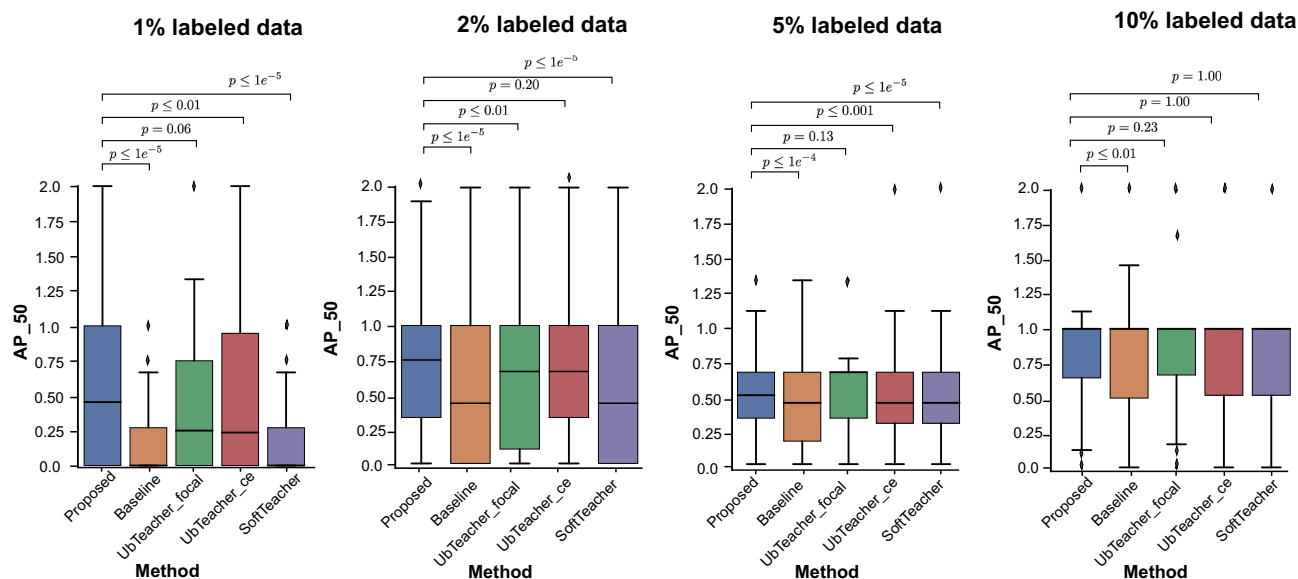 1% labeled data
p ≤ 1e⁻⁵
p ≤ 0.01
p = 0.06
p ≤ 1e⁻⁵
AP_50
2.0
1.75
1.50
1.25
1.0
0.75
0.50
0.25
0.0
Proposed
Baseline
UbTeacher_focal
UbTeacher_ce
SoftTeacher
Method
2% labeled data
p ≤ 1e⁻⁵
p = 0.20
p ≤ 0.01
p ≤ 1e⁻⁵
AP_50
2.0
1.75
1.50
1.25
1.0
0.75
0.50
0.25
0.0
Proposed
Baseline
UbTeacher_focal
UbTeacher_ce
SoftTeacher
Method
5% labeled data
p ≤ 1e⁻⁵
p ≤ 0.001
p = 0.13
p ≤ 1e⁻⁴
AP_50
2.0
1.75
1.50
1.25
1.0
0.75
0.50
0.25
0.0
Proposed
Baseline
UbTeacher_focal
UbTeacher_ce
SoftTeacher
Method
10% labeled data
p = 1.00
p = 1.00
p = 0.23
p ≤ 0.01
AP_50
2.0
1.75
1.50
1.25
1.0
0.75
0.50
0.25
0.0
Proposed
Baseline
UbTeacher_focal
UbTeacher_ce
SoftTeacher
Method